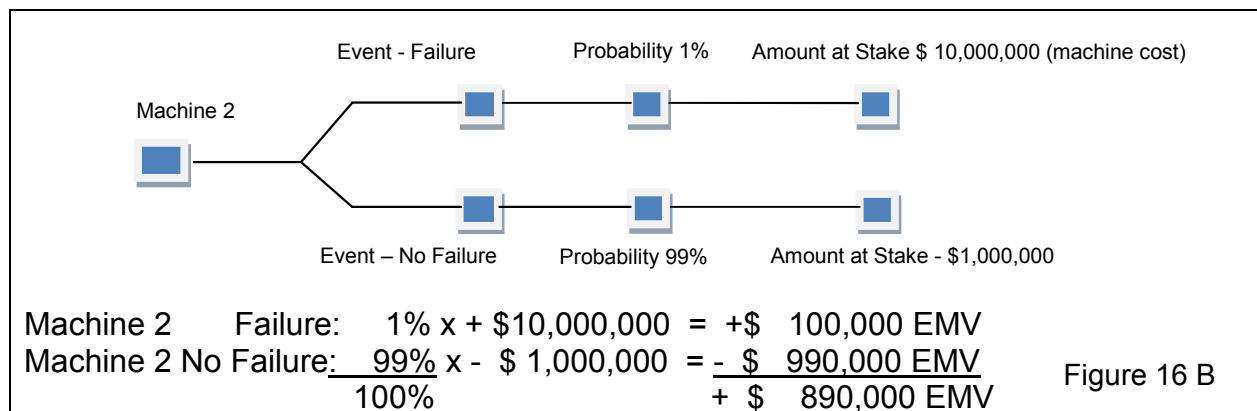 Event - Failure Probability 1% Amount at Stake $ 10,000,000 (machine cost)
Machine 2
Event – No Failure Probability 99% Amount at Stake - $1,000,000
Machine 2 Failure: 1% x + $10,000,000 = +$ 100,000 EMV
Machine 2 No Failure: 99% x - $ 1,000,000 = - $ 990,000 EMV
100% + $ 890,000 EMV
Figure 16 B